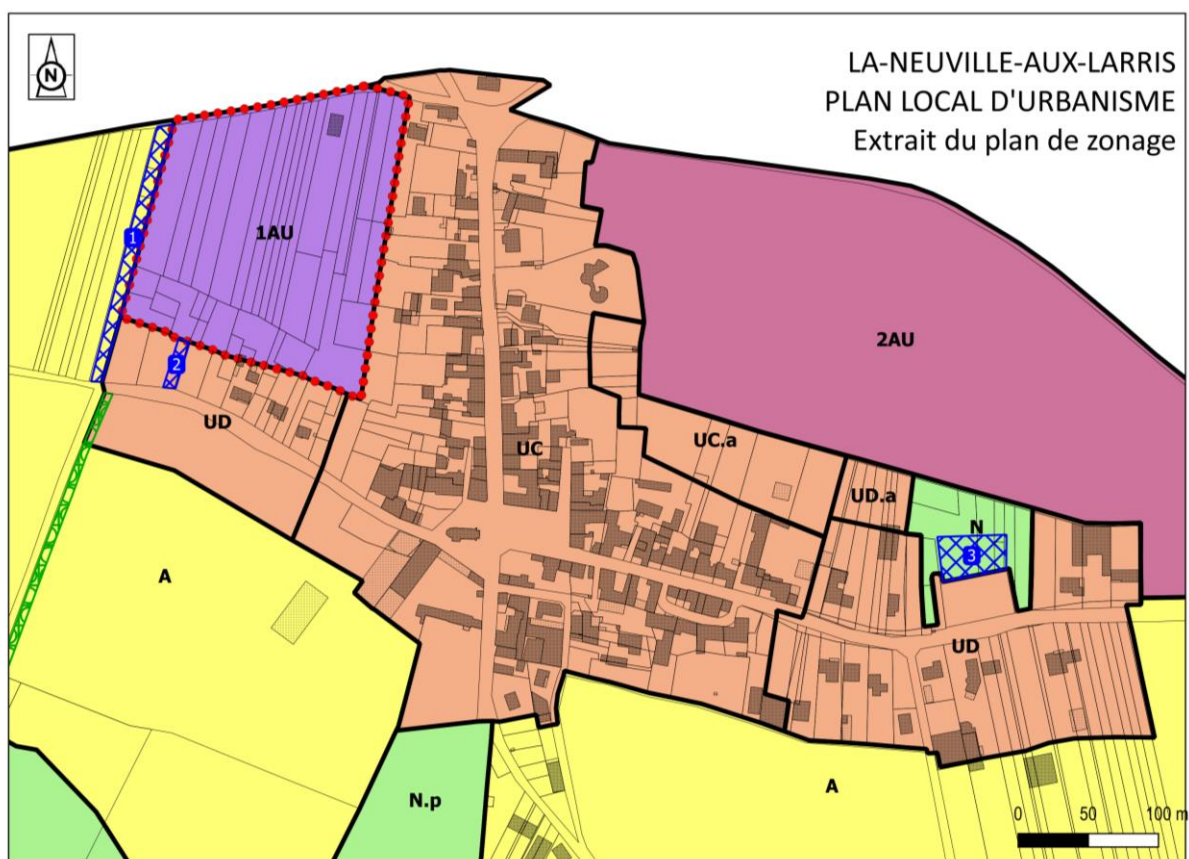 N
LA-NEUVILLE-AUX-LARRIS
PLAN LOCAL D'URBANISME
Extrait du plan de zonage
1AU
1
2AU
2
UD
UC
UC.a
UD.a
N
3
A
UD
N.p
A
0 50 100 m